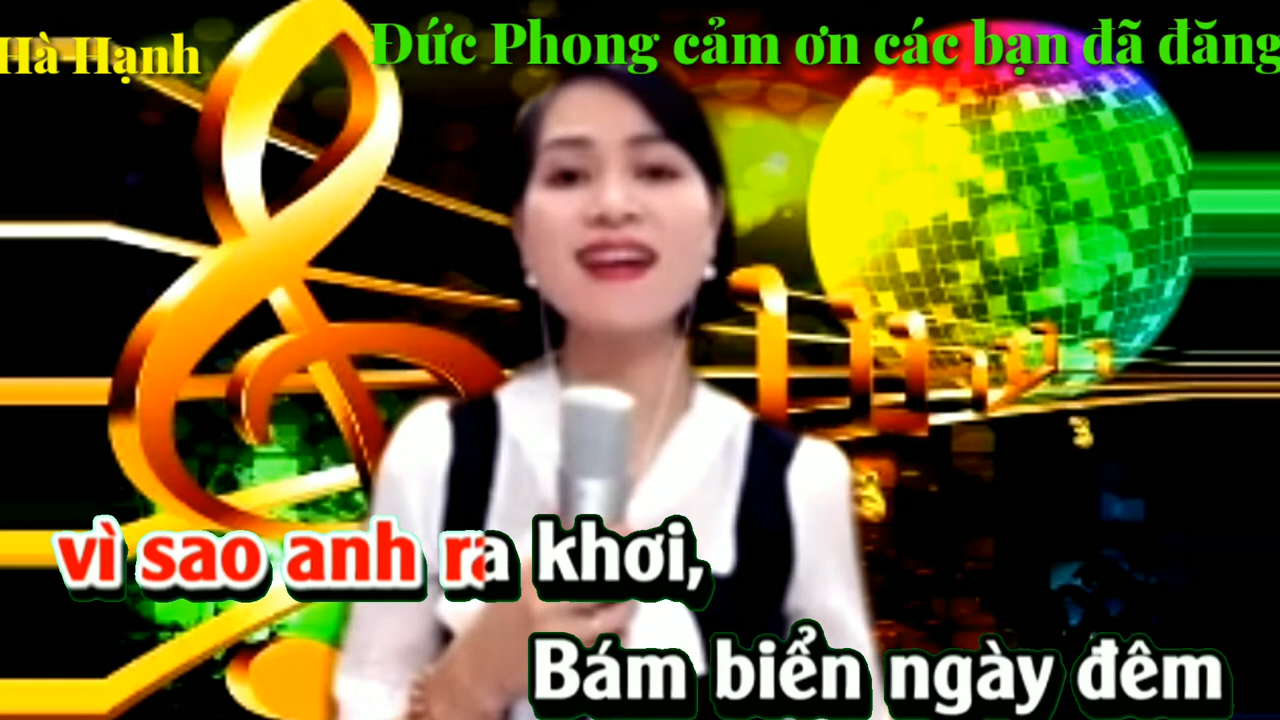 Hà Hạnh
Đức Phong cảm ơn các bạn đã đăng
vì sao anh ra khơi,
Bám biển ngày đêm